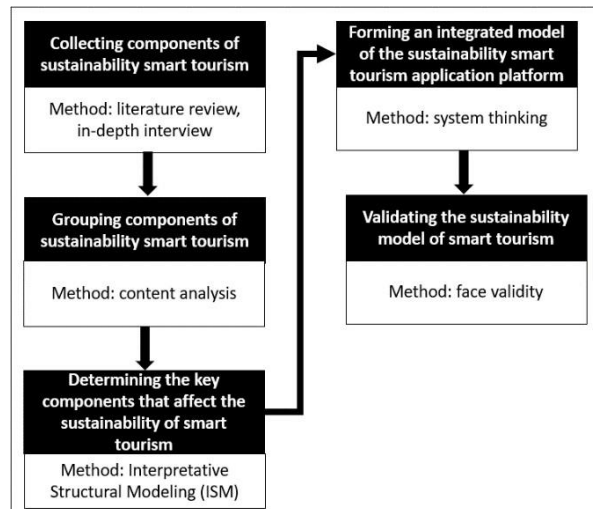 Collecting components of
sustainability smart tourism
Method: literature review,
in-depth interview
Grouping components of
sustainability smart tourism
Method: content analysis
Determining the key
components that affect the
sustainability of smart
tourism
Method: Interpretative
Structural Modeling (ISM)
Forming an integrated model
of the sustainability smart
tourism application platform
Method: system thinking
Validating the sustainability
model of smart tourism
Method: face validity